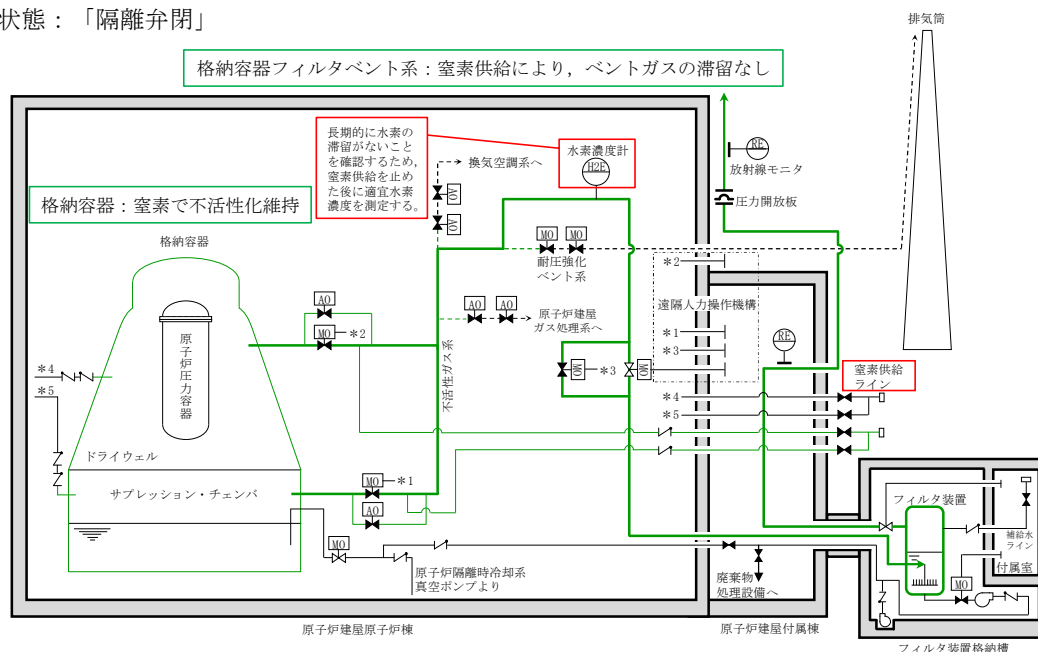 状態：「隔離弁閉」
排気筒
格納容器フィルタベント系：窒素供給により，ベントガスの滞留なし
長期的に水素の
滞留がないこと
を確認するため，
窒素供給を止め
た後に適宜水素
濃度を測定する。
水素濃度計
H2E
換気空調系へ
AO
AO
RE
放射線モニタ
圧力開放板
格納容器：窒素で不活性化維持
格納容器
MO
MO
耐圧強化
ベント系
＊2
遠隔人力操作機構
AO
AO
原子炉建屋
ガス処理系へ
AO
MO
＊2
＊1
＊3
RE
原子炉圧力容器
不活性ガス系
MO
＊3
MO
窒素供給
ライン
＊4
＊5
＊4
＊5
ドライウェル
サプレッション・チェンバ
MO
＊1
AO
フィルタ装置
補給水
ライン
付属室
MO
MO
原子炉隔離時冷却系
真空ポンプより
廃棄物
処理設備へ
原子炉建屋原子炉棟
原子炉建屋付属棟
フィルタ装置格納槽